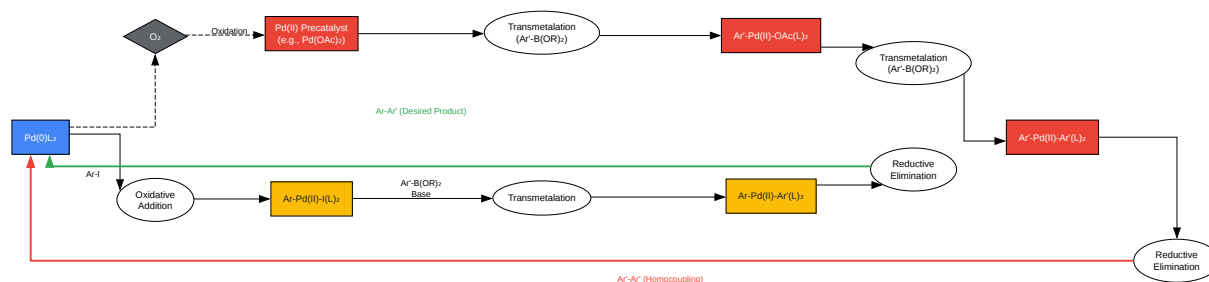 O₂
Oxidation
Pd(II) Precatalyst
(e.g., Pd(OAc)₂)
Transmetalation
(Ar'-B(OR)₂)
Ar'-Pd(II)-OAc(L)₂
Transmetalation
(Ar'-B(OR)₂)
Ar-Ar' (Desired Product)
Pd(0)L₂
Ar'-Pd(II)-Ar'(L)₂
Ar-I
Reductive
Elimination
Oxidative
Addition
Ar-Pd(II)-I(L)₂
Ar'-B(OR)₂
Base
Transmetalation
Ar-Pd(II)-Ar'(L)₂
Reductive
Elimination
Ar'-Ar' (Homocoupling)